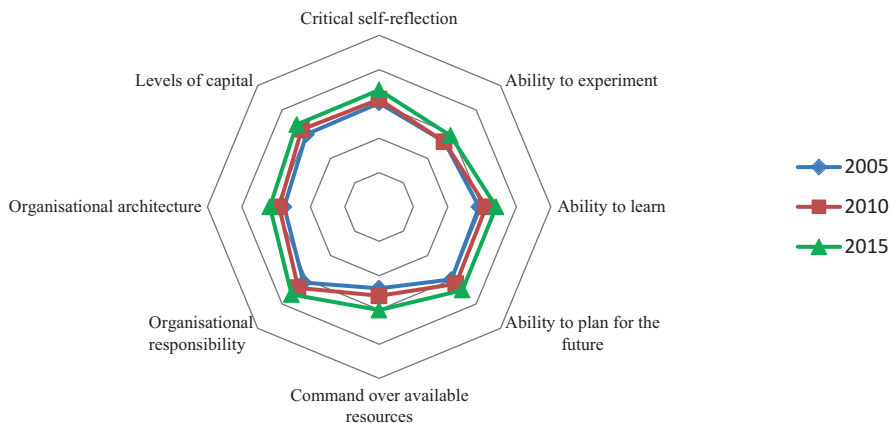 Critical self-reflection
Levels of capital
Ability to experiment
Organisational architecture
Ability to learn
2005
2010
2015
Organisational
responsibility
Ability to plan for the
future
Command over available
resources